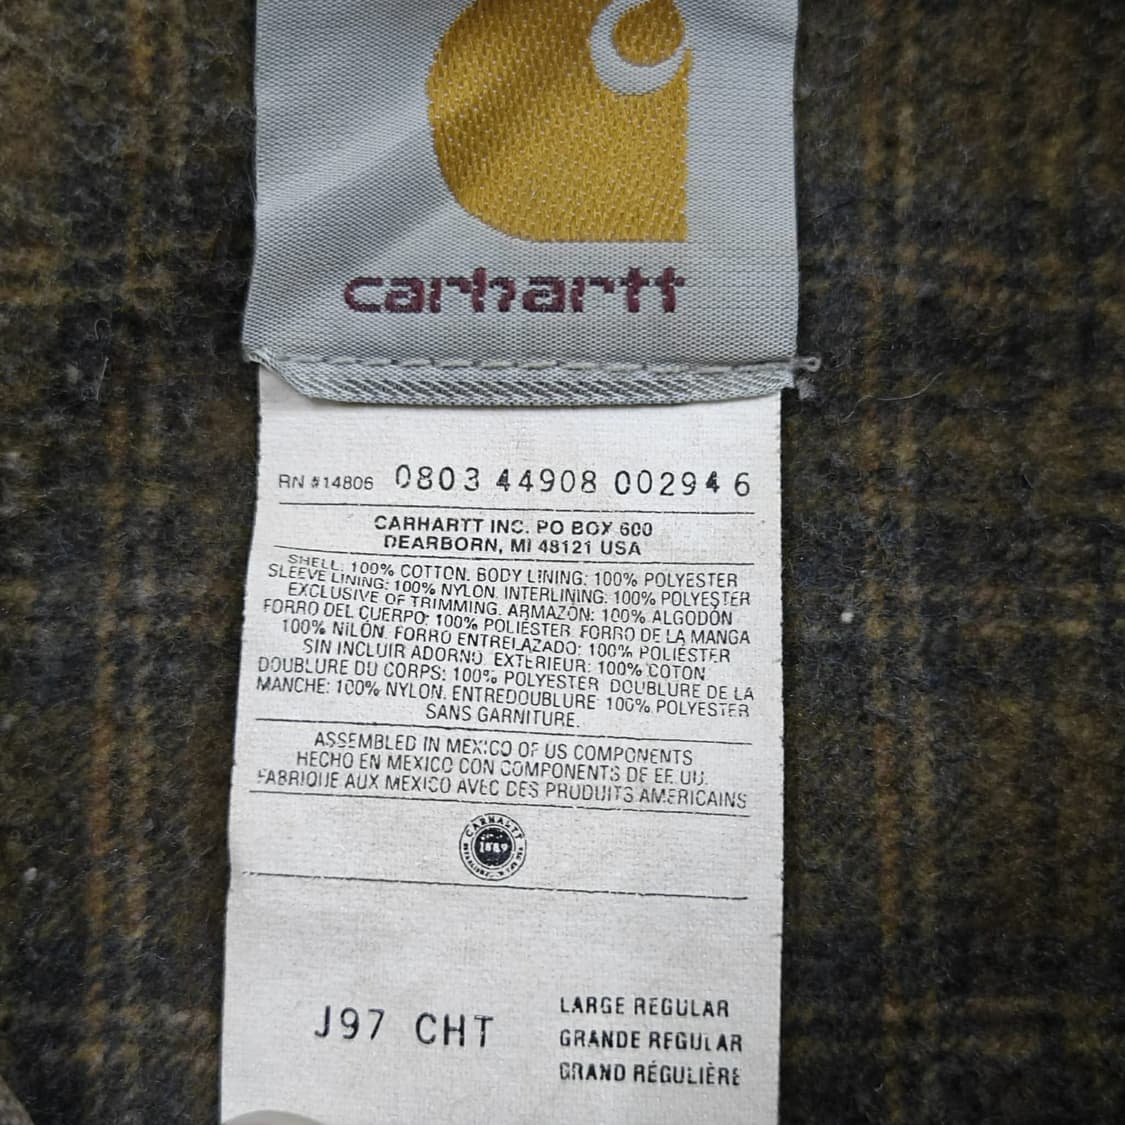 carhartt
RN #14806 0803 44908 002946
CARHARTT INC. PO BOX 600
DEARBORN, MI 48121 USA
SHELL: 100% COTTON. BODY LINING: 100% POLYESTER
SLEEVE LINING: 100% NYLON. INTERLINING: 100% POLYESTER
EXCLUSIVE OF TRIMMING. ARMAZÓN: 100% ALGODÓN
FORRO DEL CUERPO: 100% POLIÉSTER. FORRO DE LA MANGA
100% NILÓN. FORRO ENTRELAZADO: 100% POLIÉSTER
SIN INCLUIR ADORNO. EXTÉRIEUR: 100% COTON
DOUBLURE DU CORPS: 100% POLYESTER DOUBLURE DE LA
MANCHE: 100% NYLON. ENTREDOUBLURE: 100% POLYESTER
SANS GARNITURE.
ASSEMBLED IN MEXICO OF US COMPONENTS
HECHO EN MEXICO CON COMPONENTS DE EE.UU.
FABRIQUE AUX MEXICO AVEC DES PRODUITS AMERICAINS
CARHARTT
1889
J97 CHT
LARGE REGULAR
GRANDE REGULAR
GRAND RÉGULIÈRE